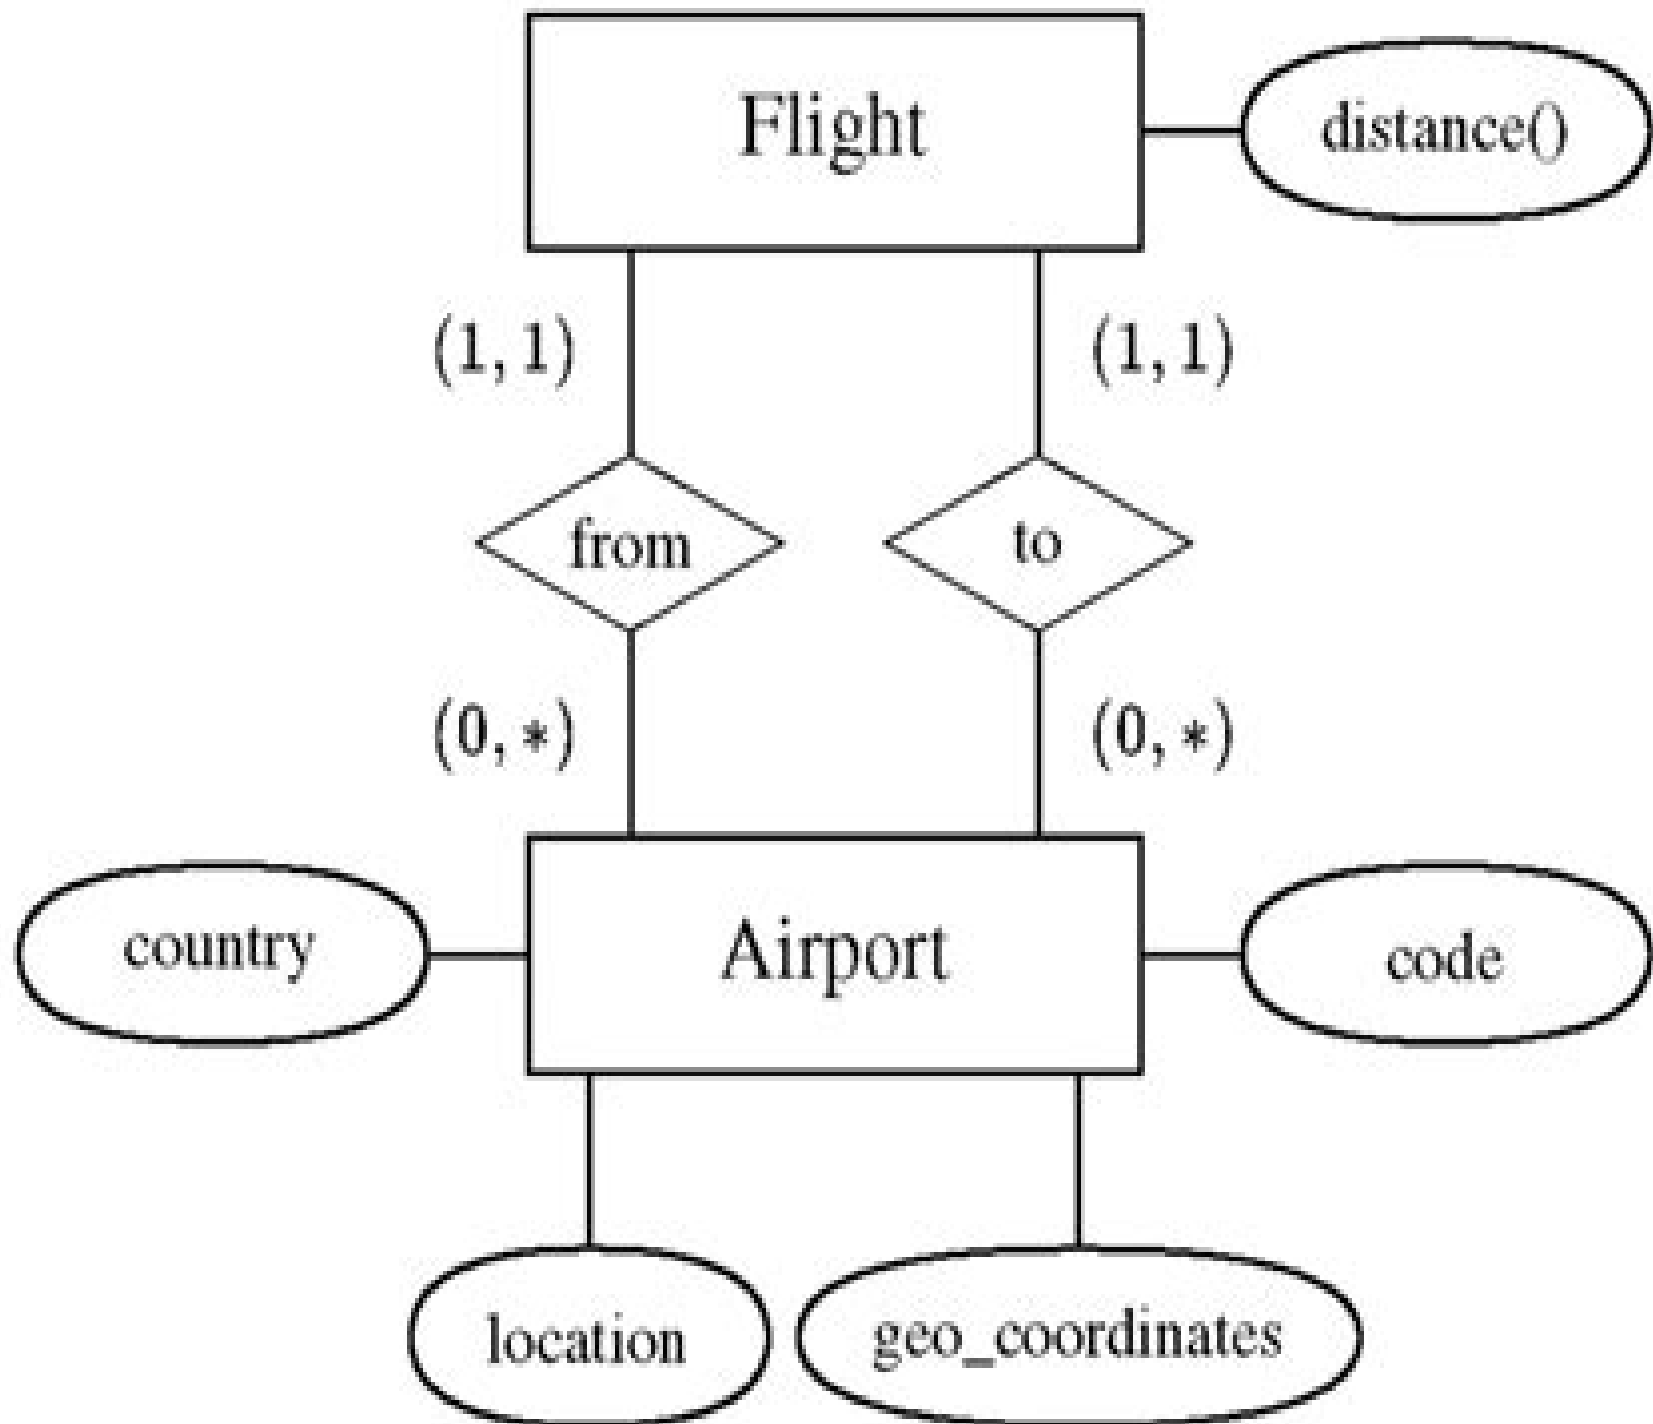 Flight
distance()
(1, 1)
(1, 1)
from
to
(0, *)
(0, *)
country
Airport
code
location
geo_coordinates